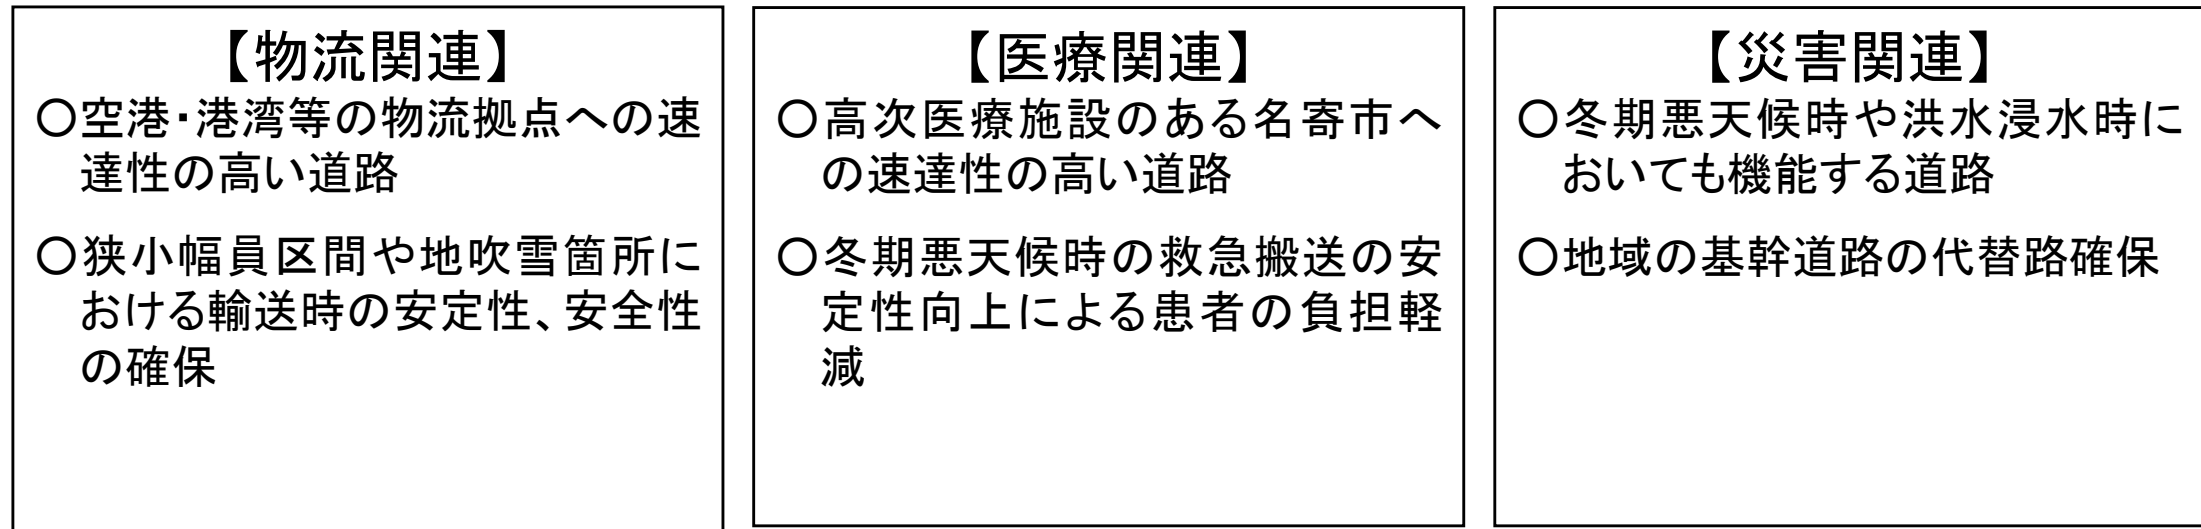 【物流関連】
〇空港・港湾等の物流拠点への速
達性の高い道路
〇狭小幅員区間や地吹雪箇所に
おける輸送時の安定性、安全性
の確保
【医療関連】
〇高次医療施設のある名寄市へ
の速達性の高い道路
〇冬期悪天候時の救急搬送の安
定性向上による患者の負担軽
減
【災害関連】
〇冬期悪天候時や洪水浸水時に
おいても機能する道路
〇地域の基幹道路の代替路確保